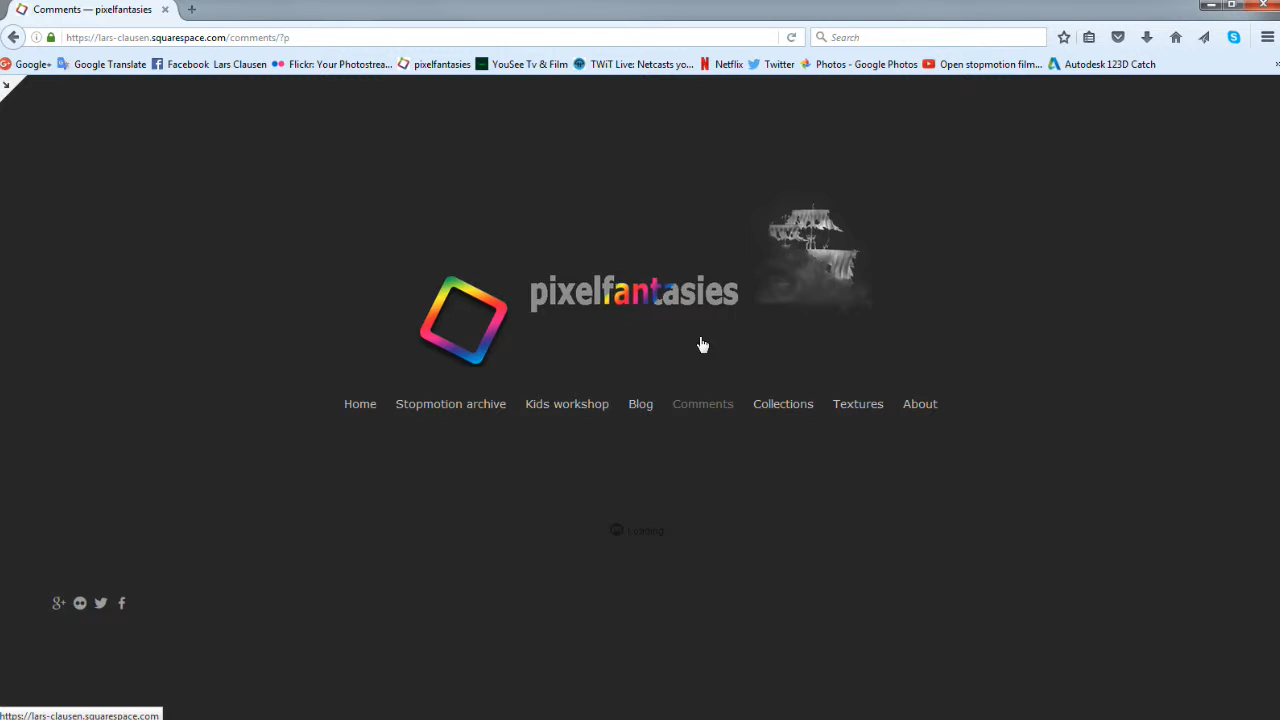 Comments — pixelfantasies
https://lars-clausen.squarespace.com/comments/?p
Search
Google+ Google Translate Facebook Lars Clausen Flickr: Your Photostrea... pixelfantasies YouSee Tv & Film TWiT Live: Netcasts yo... Netflix Twitter Photos - Google Photos Open stopmotion film... Autodesk 123D Catch
pixelfantasies
Home Stopmotion archive Kids workshop Blog Comments Collections Textures About
Loading
https://lars-clausen.squarespace.com